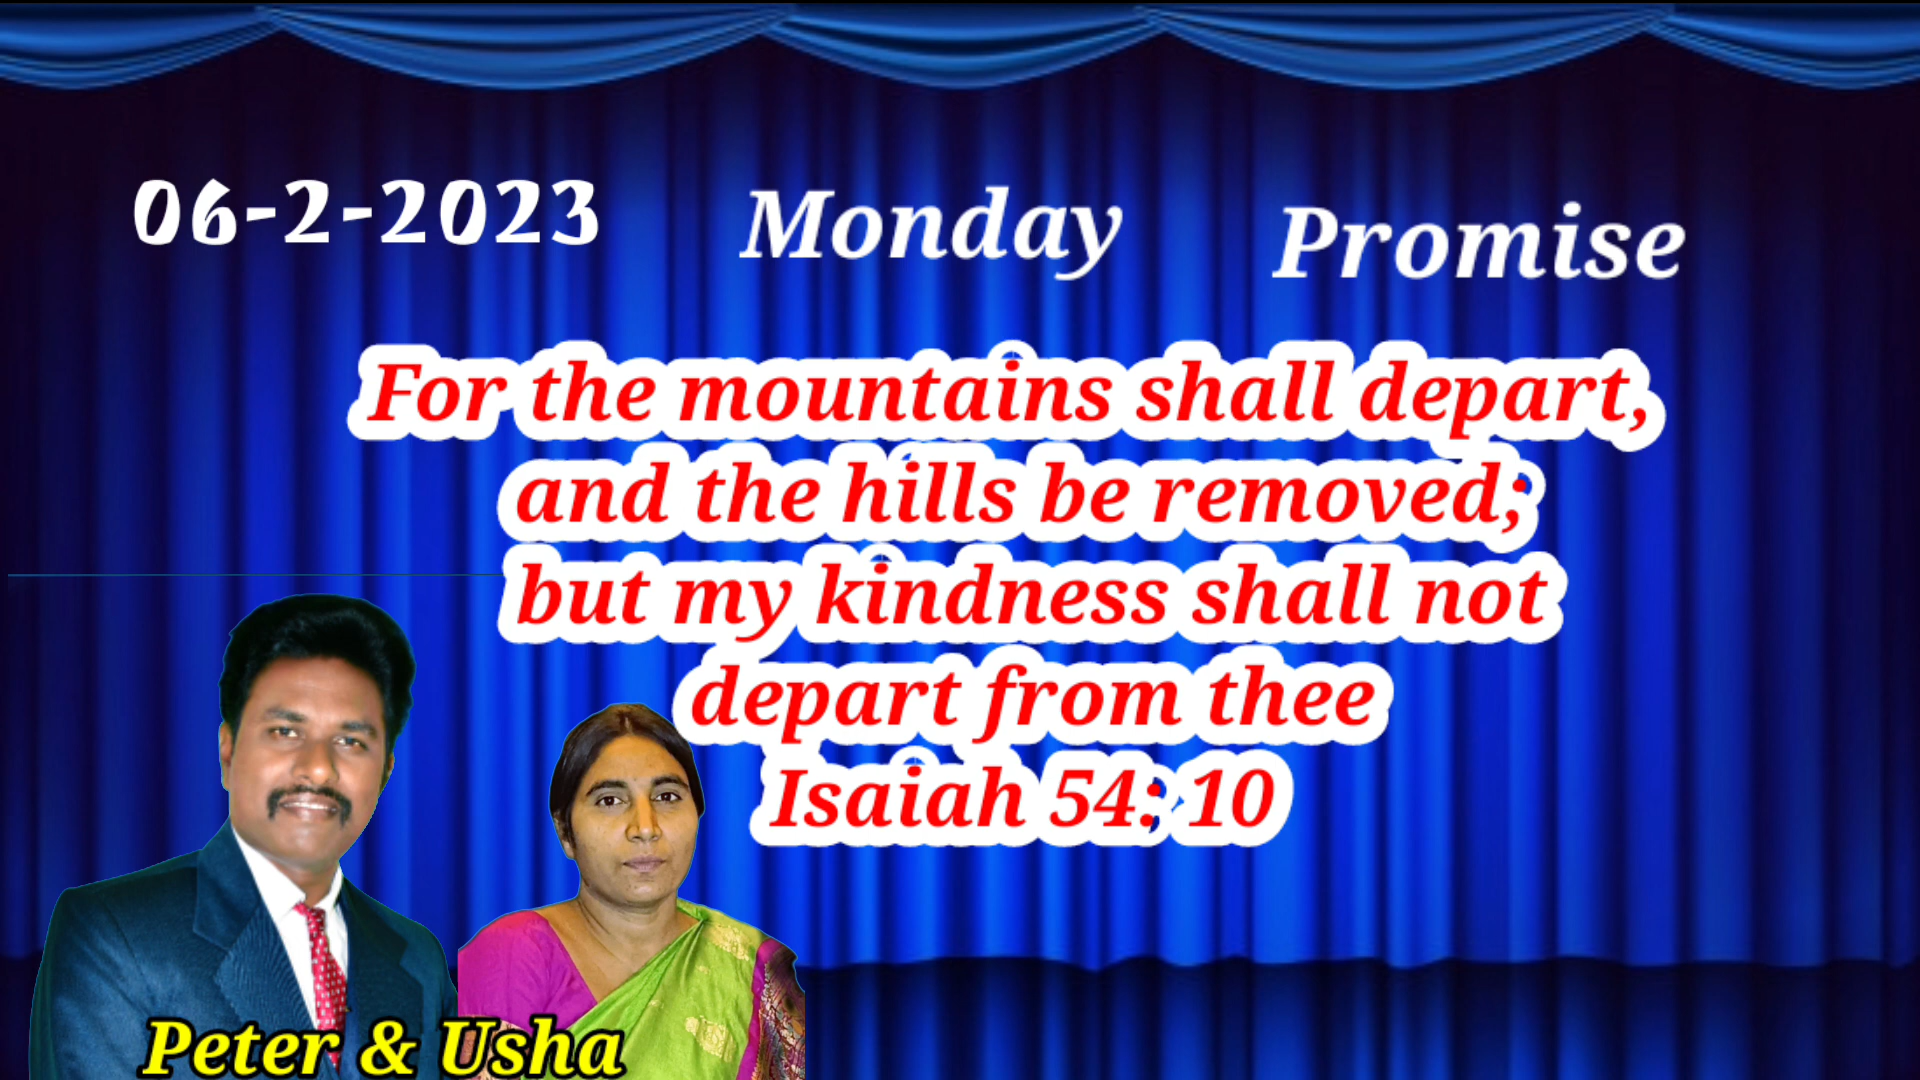 06-2-2023 Monday Promise
For the mountains shall depart,
and the hills be removed;
but my kindness shall not
depart from thee
Isaiah 54: 10
Peter & Usha